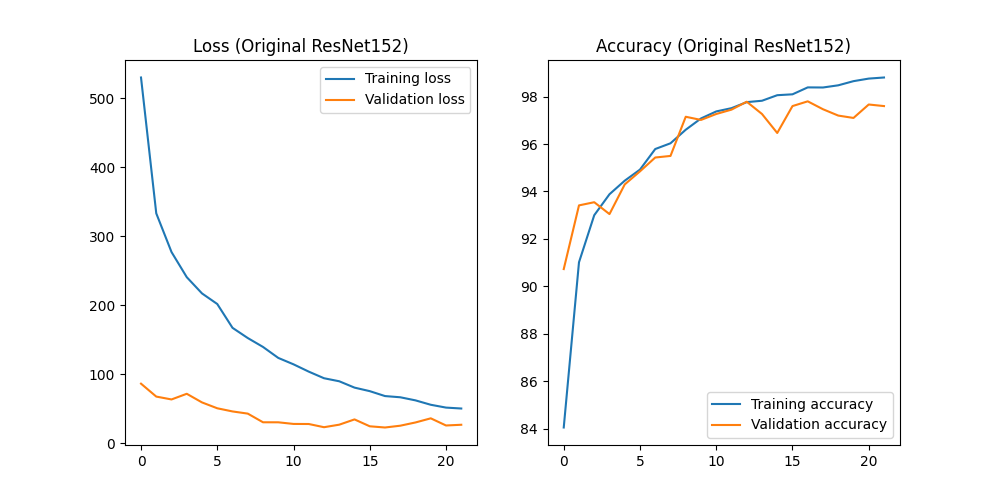 Loss (Original ResNet152)
Training loss
Validation loss
500
400
300
200
100
0
0 5 10 15 20
Accuracy (Original ResNet152)
98
96
94
92
90
88
86
84
Training accuracy
Validation accuracy
0 5 10 15 20